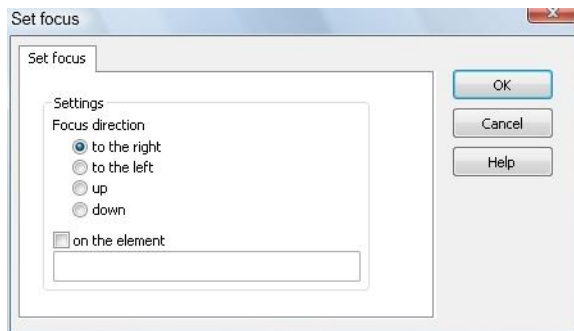 Set focus
Set focus
Settings
Focus direction
to the right
to the left
up
down
on the element
OK
Cancel
Help